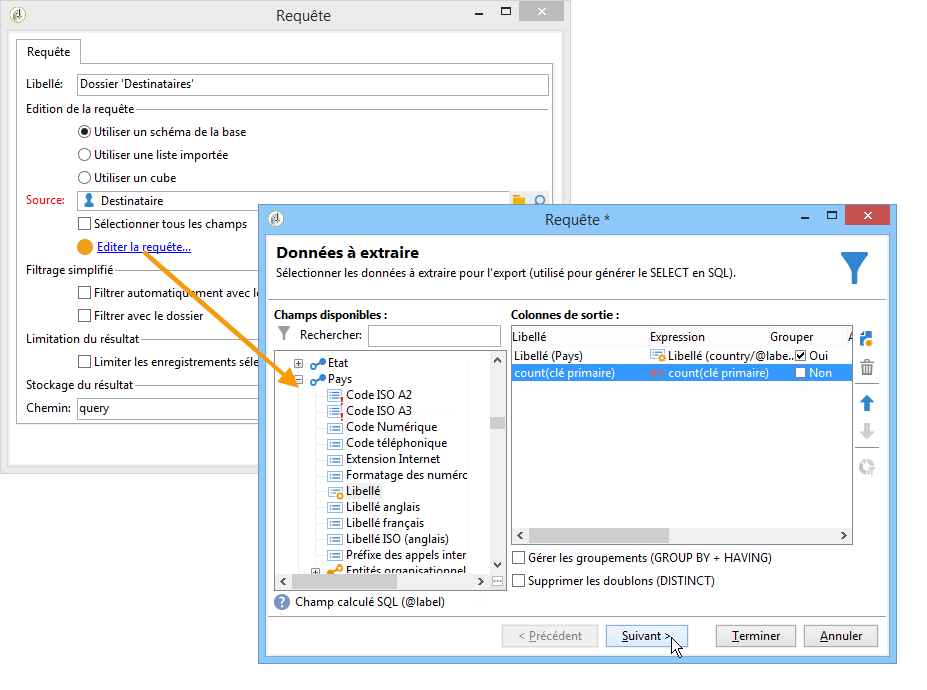 Requête
Requête
Libellé:
Dossier 'Destinataires'
Edition de la requête
Utiliser un schéma de la base
Utiliser une liste importée
Utiliser un cube
Source:
Destinataire
Sélectionner tous les champs
Editer la requête...
Filtrage simplifié
Filtrer automatiquement avec le
Filtrer avec le dossier
Limitation du résultat
Limiter les enregistrements séle
Stockage du résultat
Chemin:
query
Requête *
Données à extraire
Sélectionner les données à extraire pour l'export (utilisé pour générer le SELECT en SQL).
Champs disponibles :
Rechercher:
Etat
Pays
Code ISO A2
Code ISO A3
Code Numérique
Code téléphonique
Extension Internet
Formatage des numérc
Libellé
Libellé anglais
Libellé français
Libellé ISO (anglais)
Préfixe des appels inter
Entités organisationnel
Champ calculé SQL (@label)
Colonnes de sortie :
Libellé Expression Grouper A
Libellé (Pays) Libellé (country/@labe... Oui
count(clé primaire) count(clé primaire) Non
Gérer les groupements (GROUP BY + HAVING)
Supprimer les doublons (DISTINCT)
< Précédent Suivant > Terminer Annuler